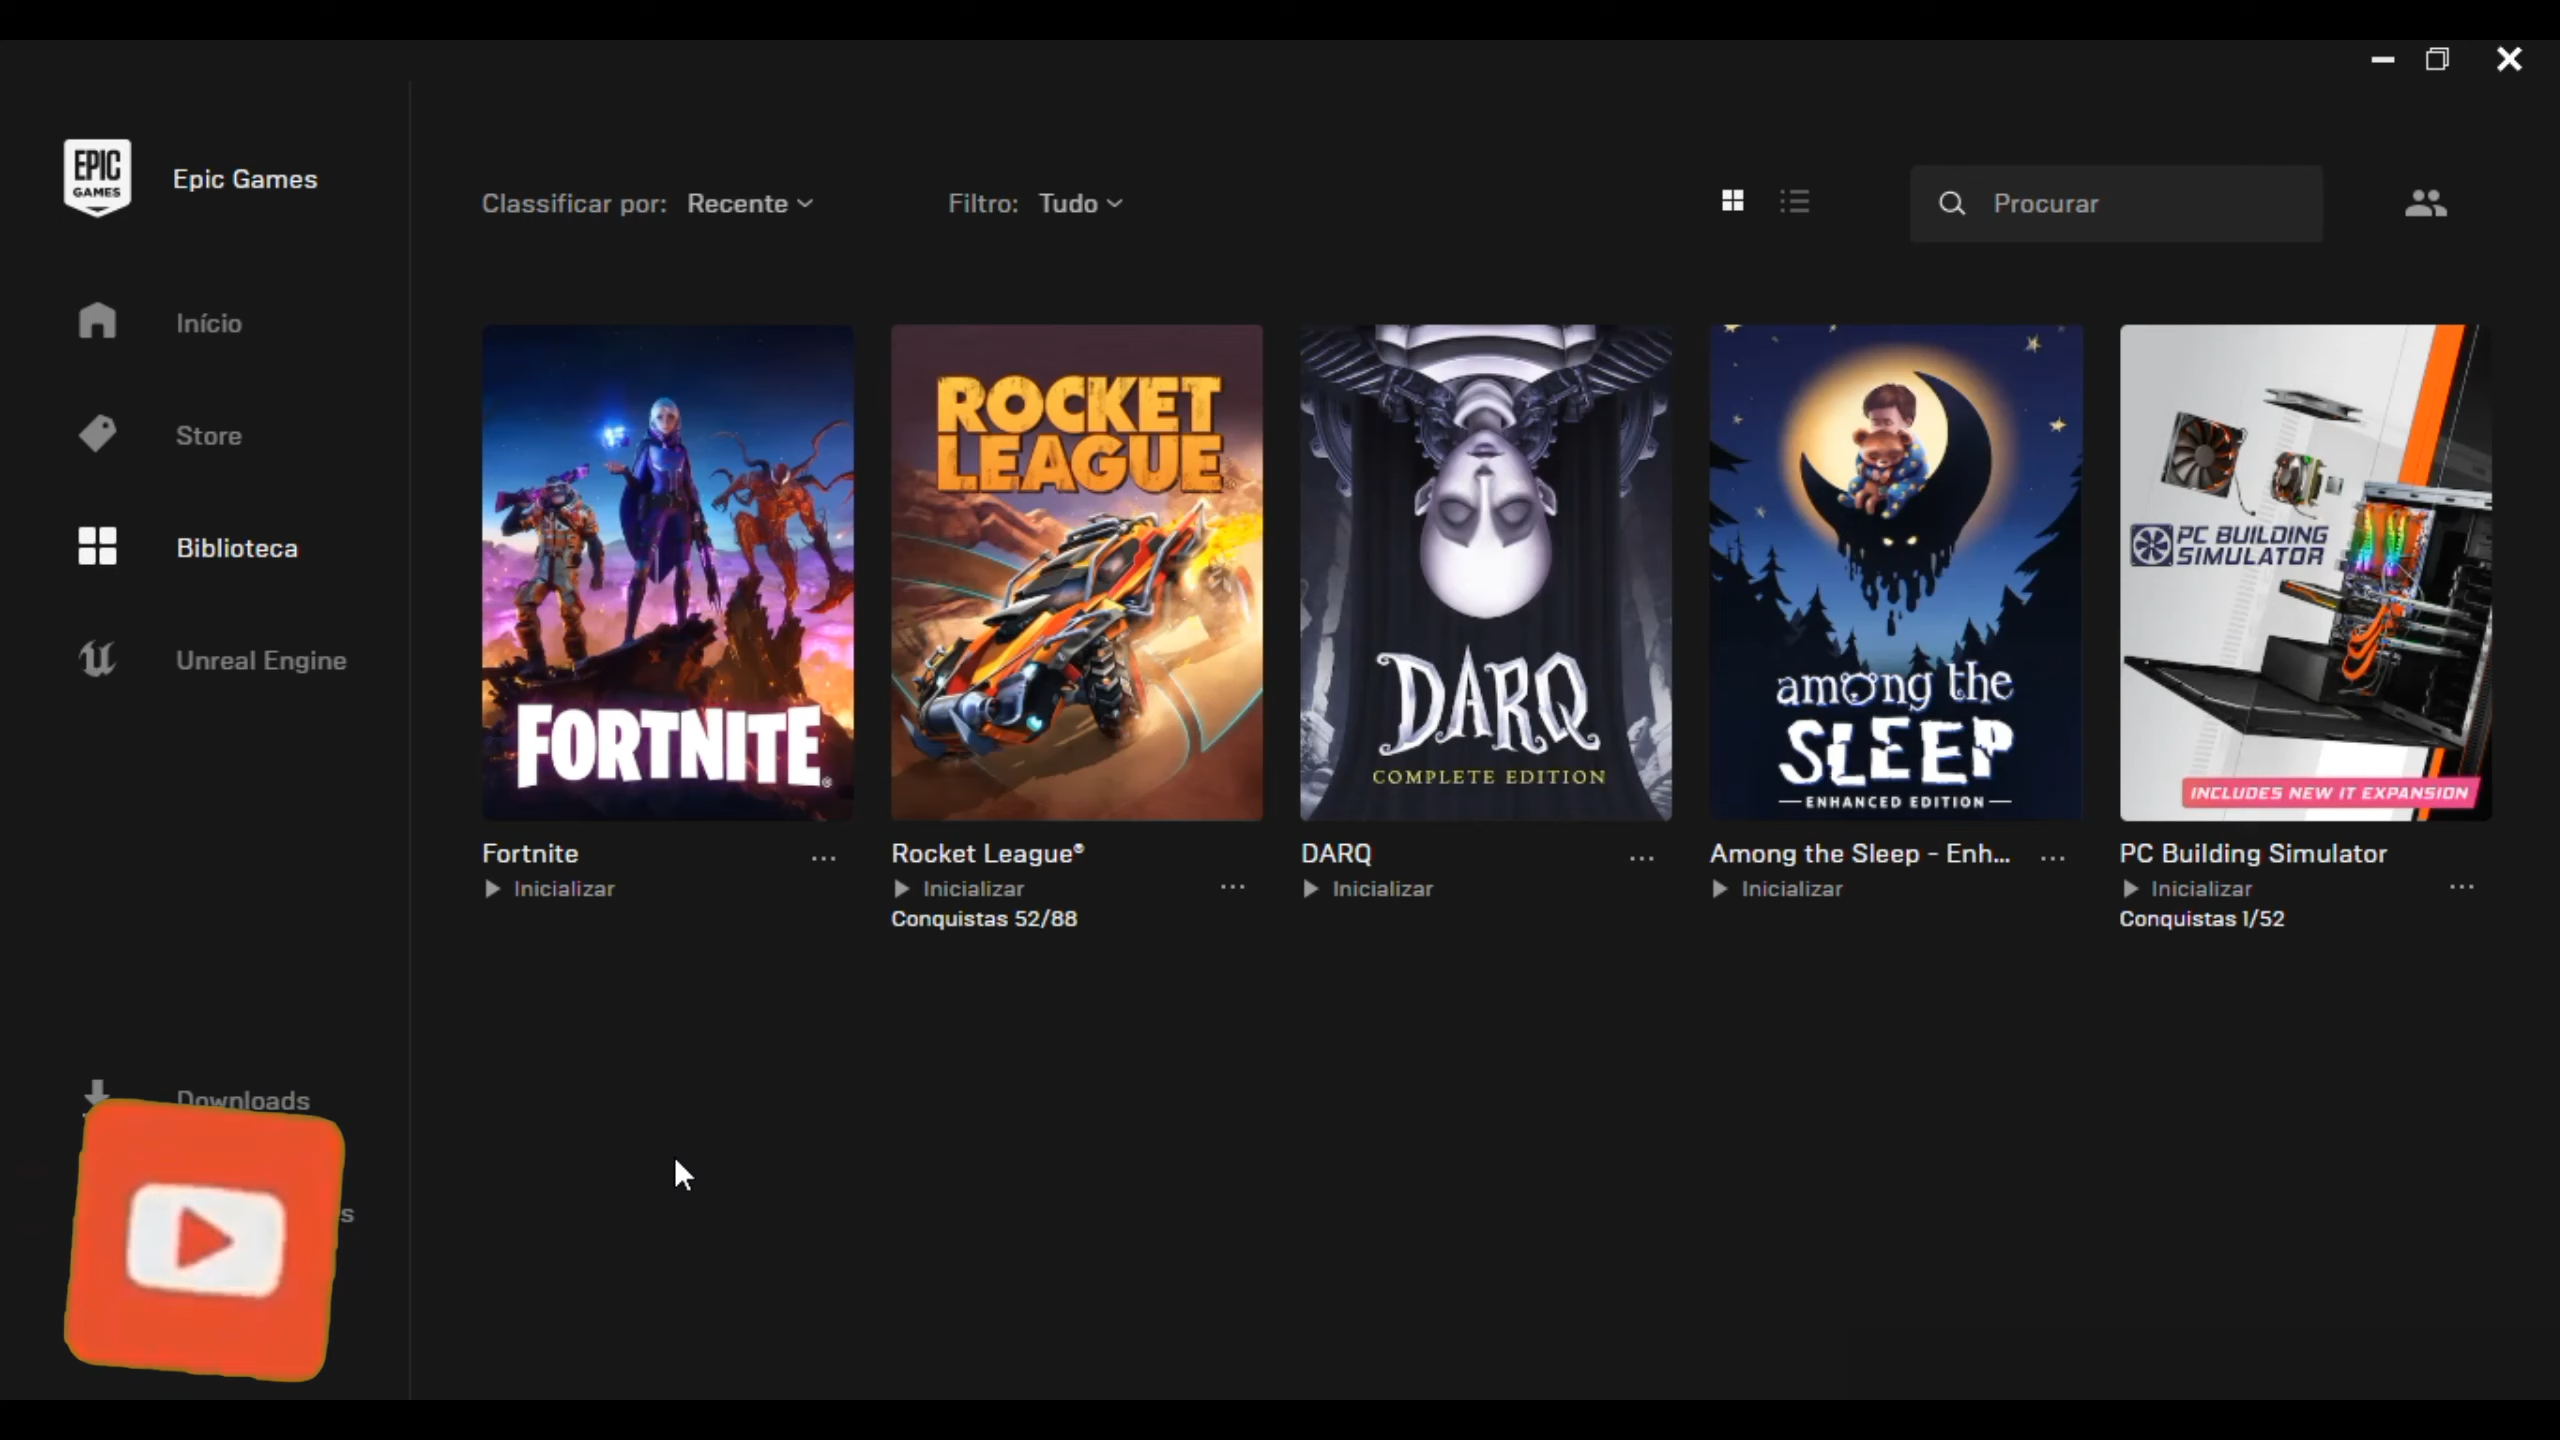 EPIC
GAMES
Epic Games
Início
Store
Biblioteca
Unreal Engine
Downloads
Classificar por: Recente
Filtro: Tudo
Procurar
FORTNITE
ROCKET
LEAGUE
DARQ
COMPLETE EDITION
among the
SLEEP
ENHANCED EDITION
PC BUILDING
SIMULATOR
INCLUDES NEW IT EXPANSION
Fortnite ...
Inicializar
Rocket League®
Inicializar ...
Conquistas 52/88
DARQ ...
Inicializar
Among the Sleep - Enh... ...
Inicializar
PC Building Simulator
Inicializar ...
Conquistas 1/52